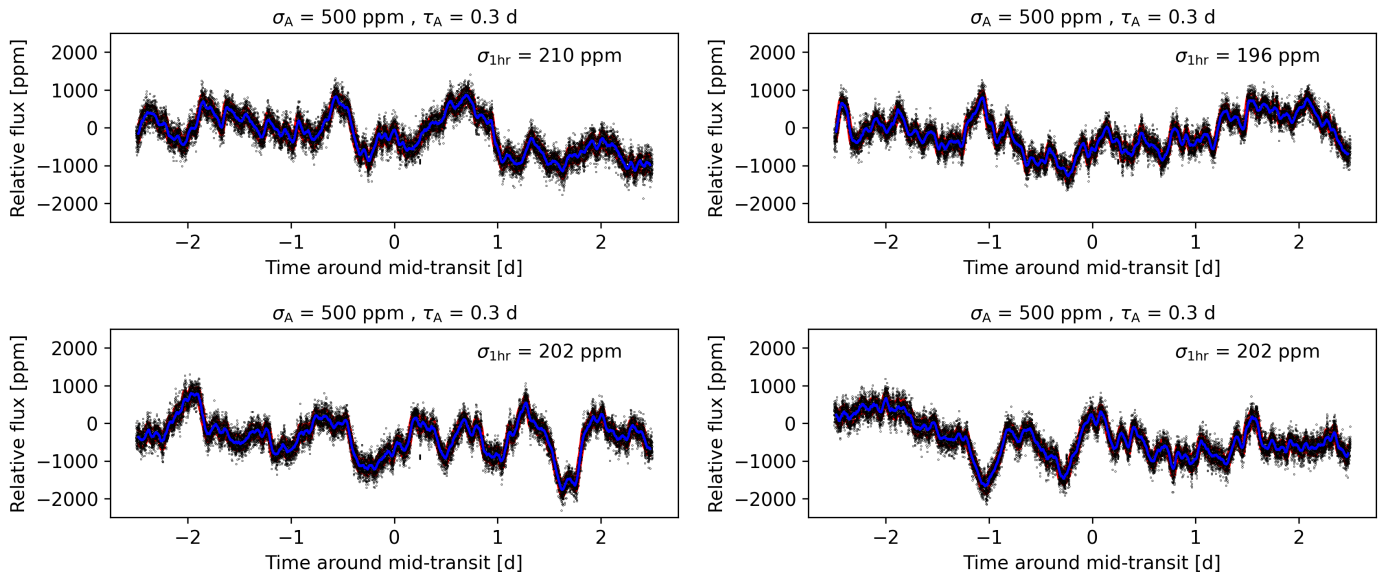 σA = 500 ppm , τA = 0.3 d
σ1hr = 210 ppm
Relative flux [ppm]
2000
1000
0
−1000
−2000
−2 −1 0 1 2
Time around mid-transit [d]
σA = 500 ppm , τA = 0.3 d
σ1hr = 196 ppm
Relative flux [ppm]
2000
1000
0
−1000
−2000
−2 −1 0 1 2
Time around mid-transit [d]
σA = 500 ppm , τA = 0.3 d
σ1hr = 202 ppm
Relative flux [ppm]
2000
1000
0
−1000
−2000
−2 −1 0 1 2
Time around mid-transit [d]
σA = 500 ppm , τA = 0.3 d
σ1hr = 202 ppm
Relative flux [ppm]
2000
1000
0
−1000
−2000
−2 −1 0 1 2
Time around mid-transit [d]